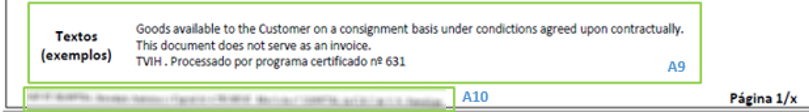 Textos
(exemplos)
Goods available to the Customer on a consignment basis under conditions agreed upon contractually.
This document does not serve as an invoice.
TVIH . Processado por programa certificado nº 631
A9
A10
Página 1/x